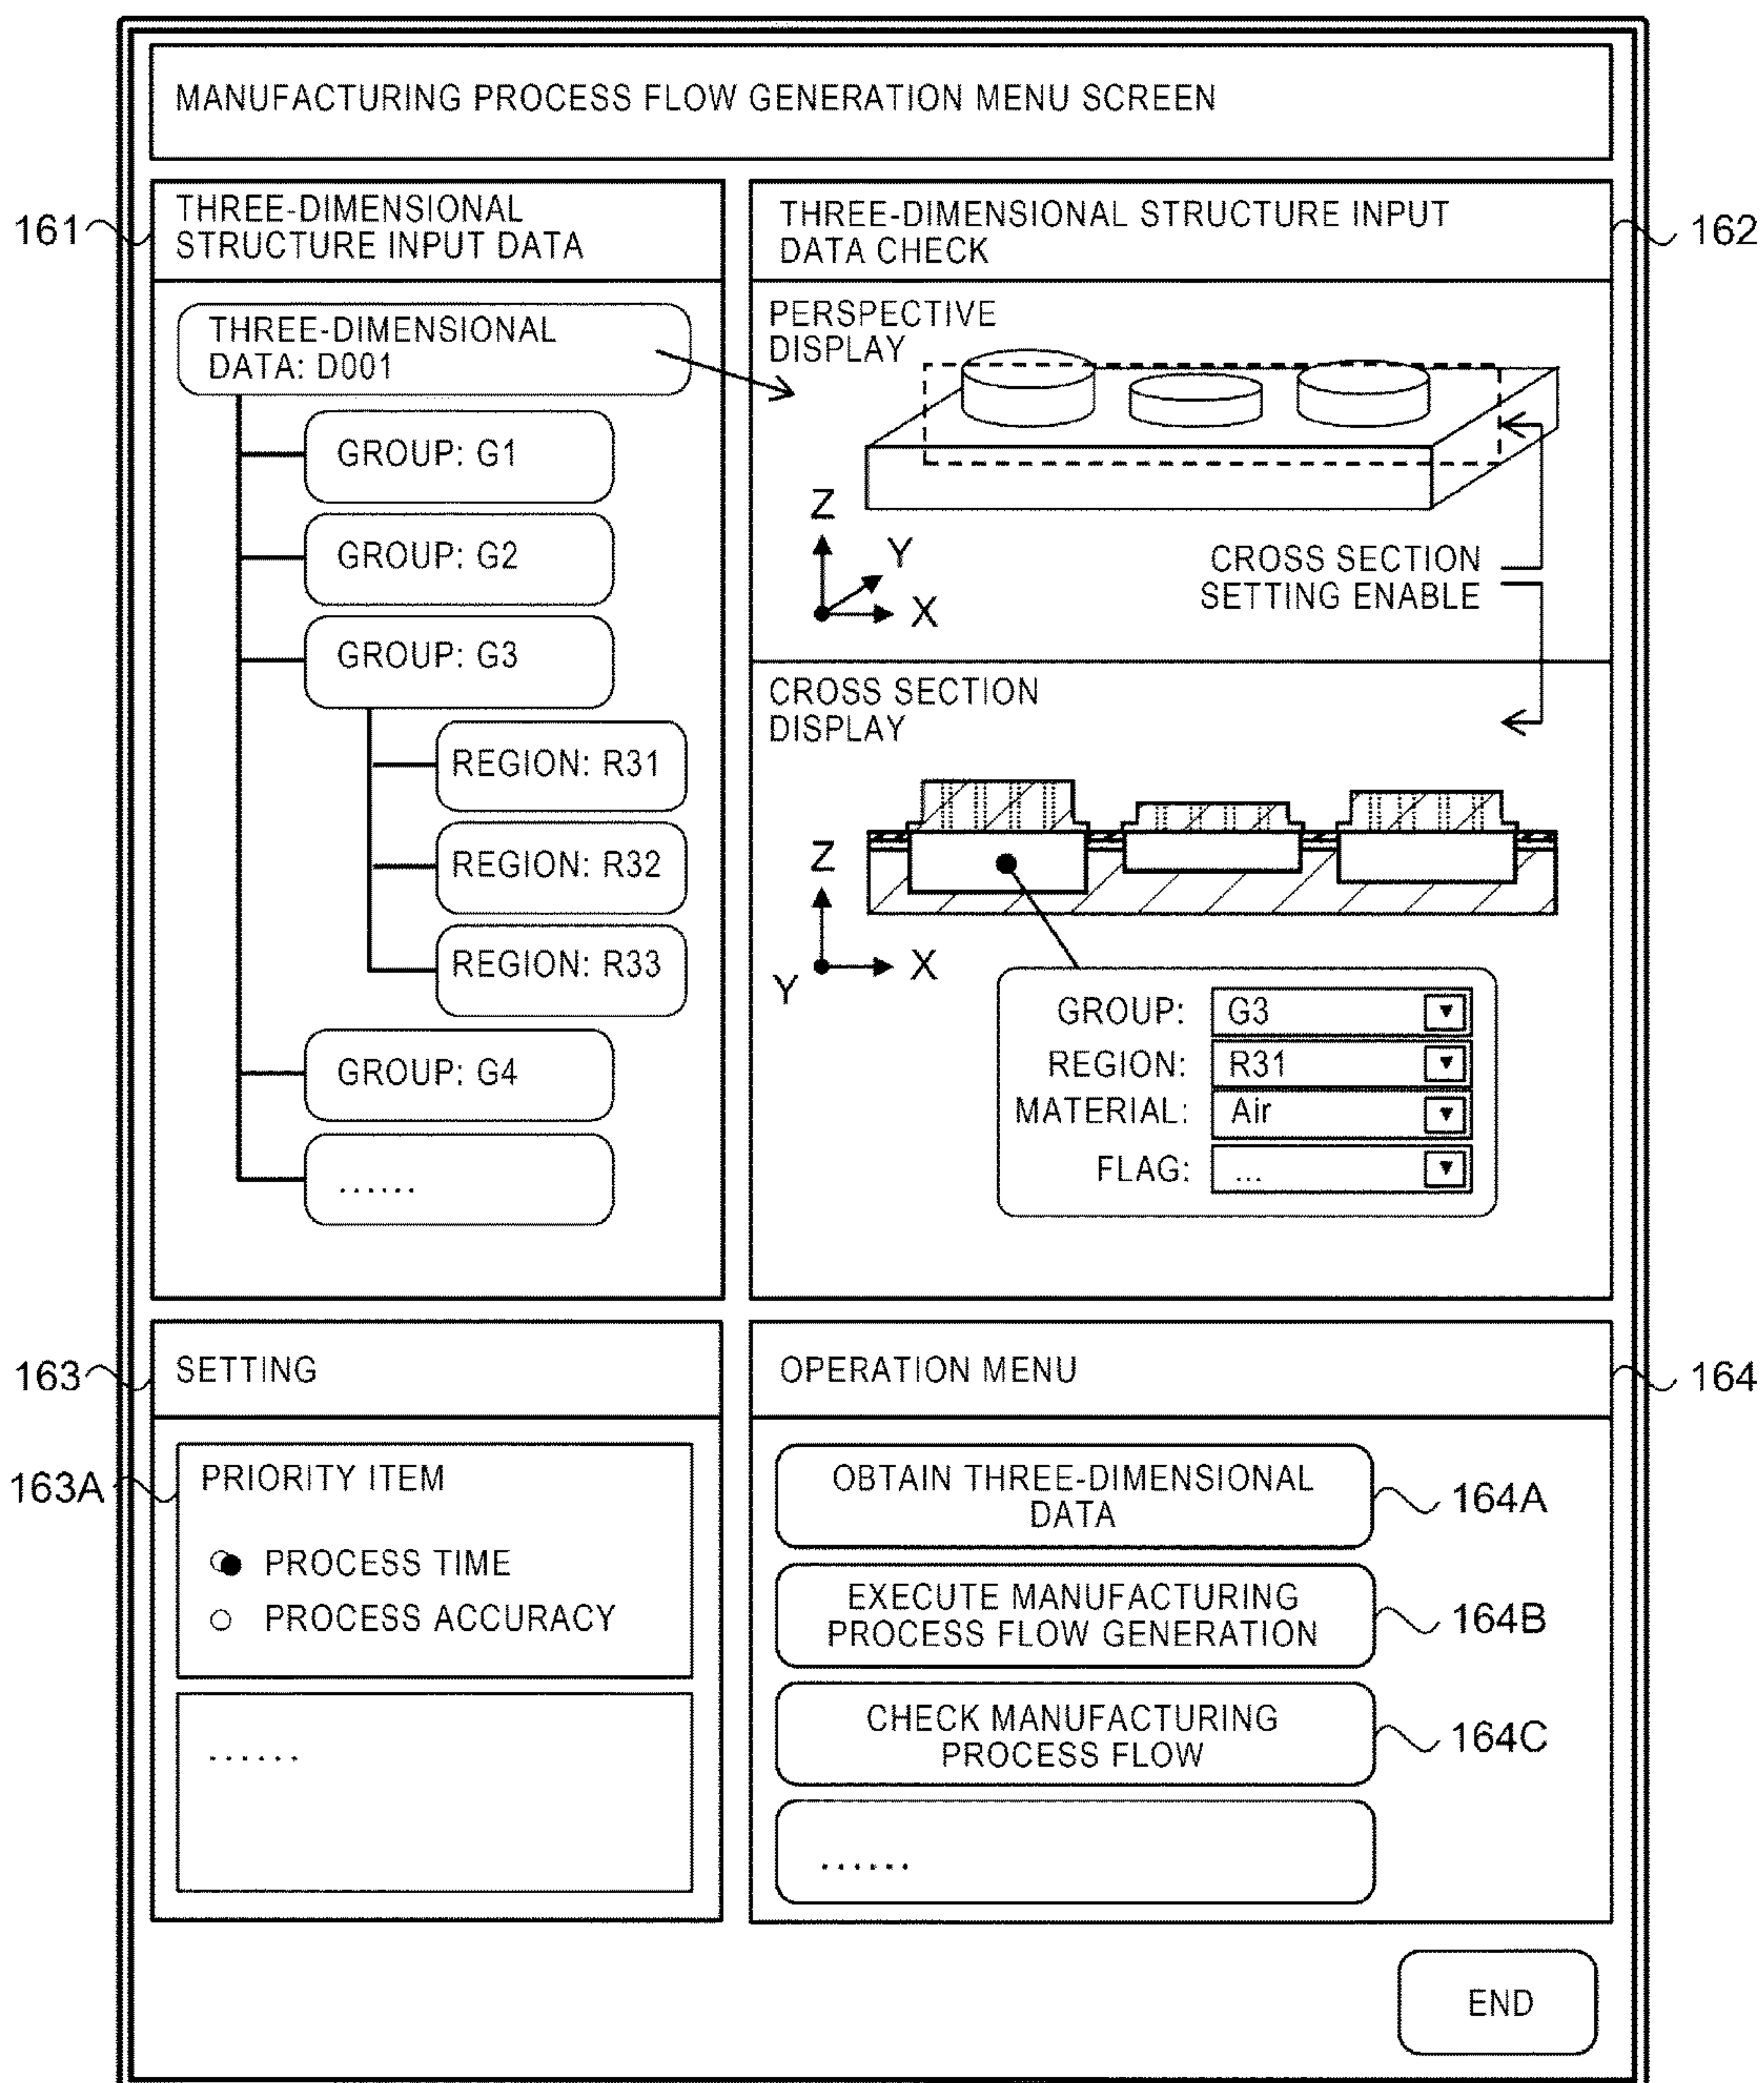 MANUFACTURING PROCESS FLOW GENERATION MENU SCREEN
161
THREE-DIMENSIONAL
STRUCTURE INPUT DATA
THREE-DIMENSIONAL
DATA: D001
GROUP: G1
GROUP: G2
GROUP: G3
REGION: R31
REGION: R32
REGION: R33
GROUP: G4
......
THREE-DIMENSIONAL STRUCTURE INPUT
DATA CHECK
162
PERSPECTIVE
DISPLAY
Z
Y
X
CROSS SECTION
SETTING ENABLE
CROSS SECTION
DISPLAY
Z
Y
X
GROUP: G3
REGION: R31
MATERIAL: Air
FLAG: ...
163
SETTING
163A
PRIORITY ITEM
PROCESS TIME
PROCESS ACCURACY
......
OPERATION MENU
164
OBTAIN THREE-DIMENSIONAL
DATA
164A
EXECUTE MANUFACTURING
PROCESS FLOW GENERATION
164B
CHECK MANUFACTURING
PROCESS FLOW
164C
......
END